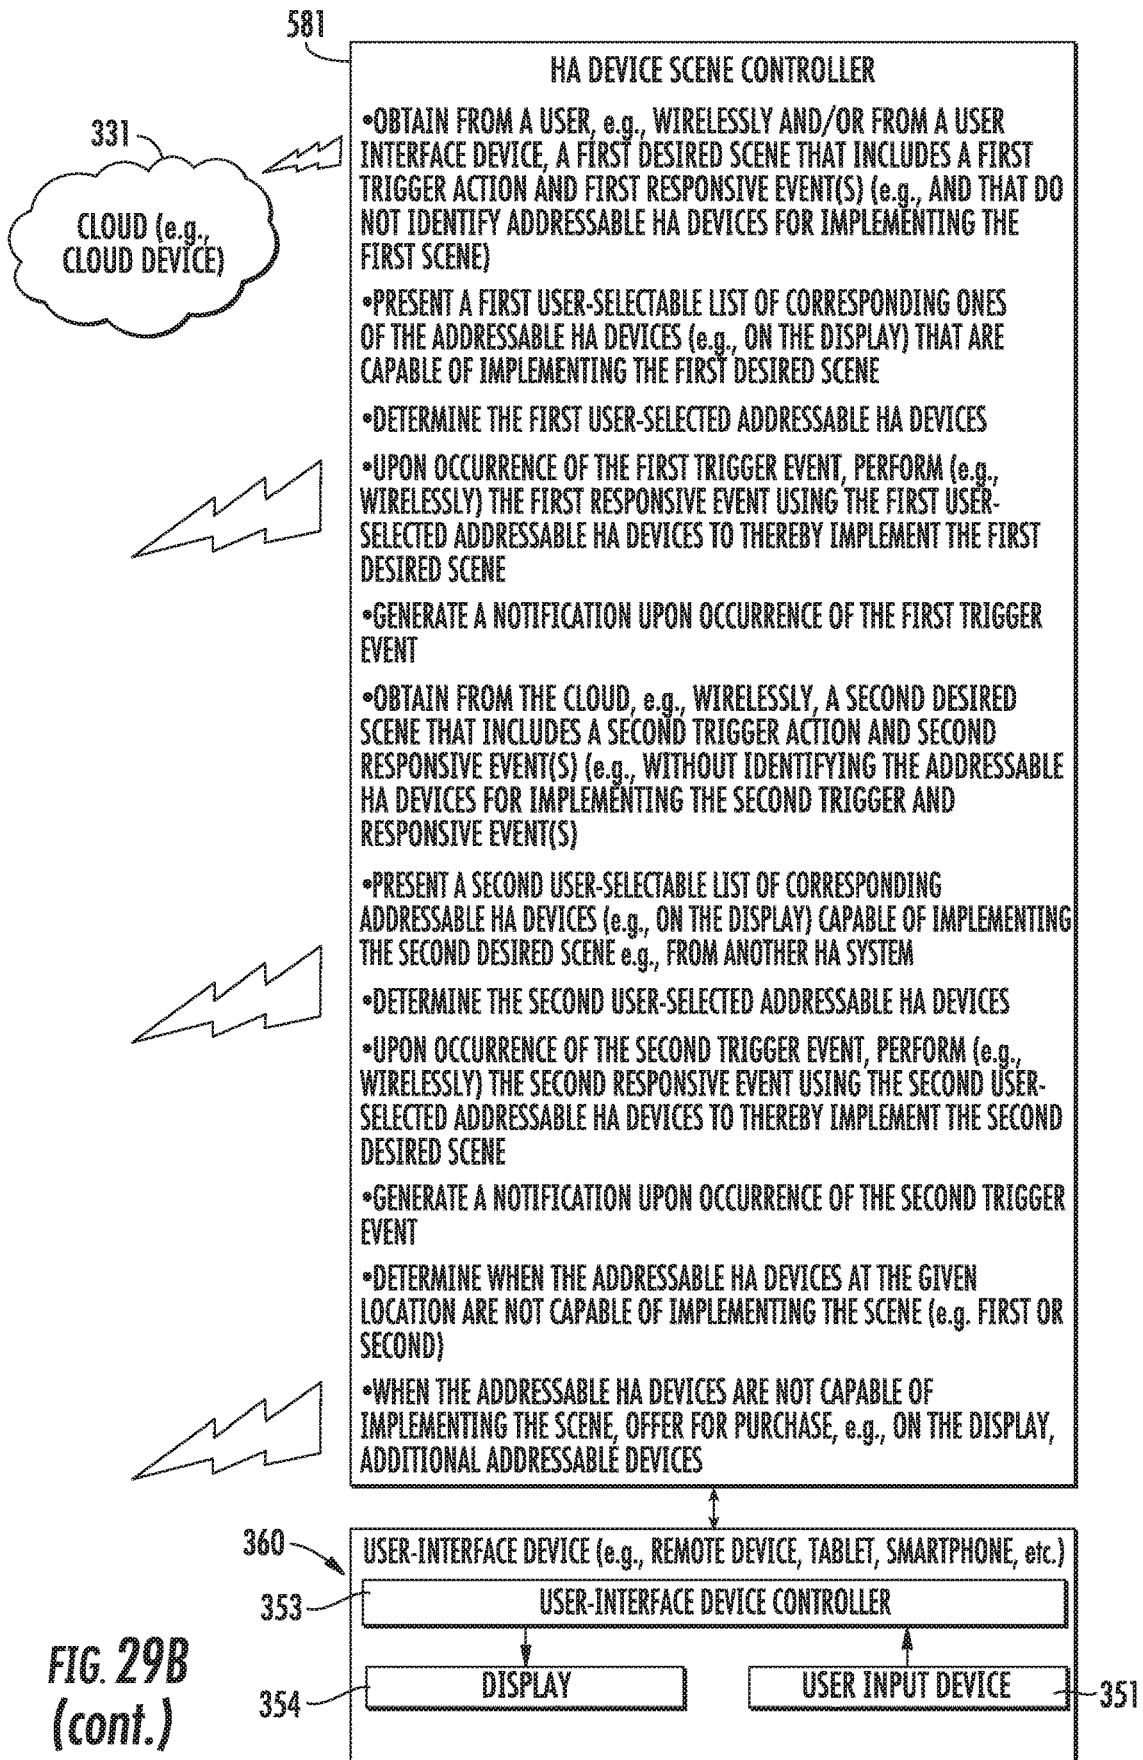 581
HA DEVICE SCENE CONTROLLER
•OBTAIN FROM A USER, e.g., WIRELESSLY AND/OR FROM A USER
INTERFACE DEVICE, A FIRST DESIRED SCENE THAT INCLUDES A FIRST
TRIGGER ACTION AND FIRST RESPONSIVE EVENT(S) (e.g., AND THAT DO
NOT IDENTIFY ADDRESSABLE HA DEVICES FOR IMPLEMENTING THE
FIRST SCENE)
331
CLOUD (e.g.,
CLOUD DEVICE)
•PRESENT A FIRST USER-SELECTABLE LIST OF CORRESPONDING ONES
OF THE ADDRESSABLE HA DEVICES (e.g., ON THE DISPLAY) THAT ARE
CAPABLE OF IMPLEMENTING THE FIRST DESIRED SCENE
•DETERMINE THE FIRST USER-SELECTED ADDRESSABLE HA DEVICES
•UPON OCCURRENCE OF THE FIRST TRIGGER EVENT, PERFORM (e.g.,
WIRELESSLY) THE FIRST RESPONSIVE EVENT USING THE FIRST USER-
SELECTED ADDRESSABLE HA DEVICES TO THEREBY IMPLEMENT THE FIRST
DESIRED SCENE
•GENERATE A NOTIFICATION UPON OCCURRENCE OF THE FIRST TRIGGER
EVENT
•OBTAIN FROM THE CLOUD, e.g., WIRELESSLY, A SECOND DESIRED
SCENE THAT INCLUDES A SECOND TRIGGER ACTION AND SECOND
RESPONSIVE EVENT(S) (e.g., WITHOUT IDENTIFYING THE ADDRESSABLE
HA DEVICES FOR IMPLEMENTING THE SECOND TRIGGER AND
RESPONSIVE EVENT(S)
•PRESENT A SECOND USER-SELECTABLE LIST OF CORRESPONDING
ADDRESSABLE HA DEVICES (e.g., ON THE DISPLAY) CAPABLE OF IMPLEMENTING
THE SECOND DESIRED SCENE e.g., FROM ANOTHER HA SYSTEM
•DETERMINE THE SECOND USER-SELECTED ADDRESSABLE HA DEVICES
•UPON OCCURRENCE OF THE SECOND TRIGGER EVENT, PERFORM (e.g.,
WIRELESSLY) THE SECOND RESPONSIVE EVENT USING THE SECOND USER-
SELECTED ADDRESSABLE HA DEVICES TO THEREBY IMPLEMENT THE SECOND
DESIRED SCENE
•GENERATE A NOTIFICATION UPON OCCURRENCE OF THE SECOND TRIGGER
EVENT
•DETERMINE WHEN THE ADDRESSABLE HA DEVICES AT THE GIVEN
LOCATION ARE NOT CAPABLE OF IMPLEMENTING THE SCENE (e.g. FIRST OR
SECOND)
•WHEN THE ADDRESSABLE HA DEVICES ARE NOT CAPABLE OF
IMPLEMENTING THE SCENE, OFFER FOR PURCHASE, e.g., ON THE DISPLAY,
ADDITIONAL ADDRESSABLE DEVICES
360
USER-INTERFACE DEVICE (e.g., REMOTE DEVICE, TABLET, SMARTPHONE, etc.)
353
USER-INTERFACE DEVICE CONTROLLER
354
DISPLAY
USER INPUT DEVICE
351
FIG. 29B
(cont.)